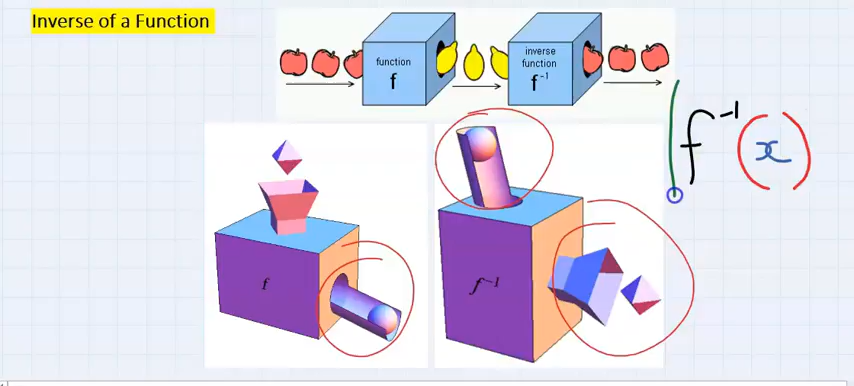 Inverse of a Function
function
f
inverse
function
f⁻¹
f⁻¹(x)
f
f⁻¹